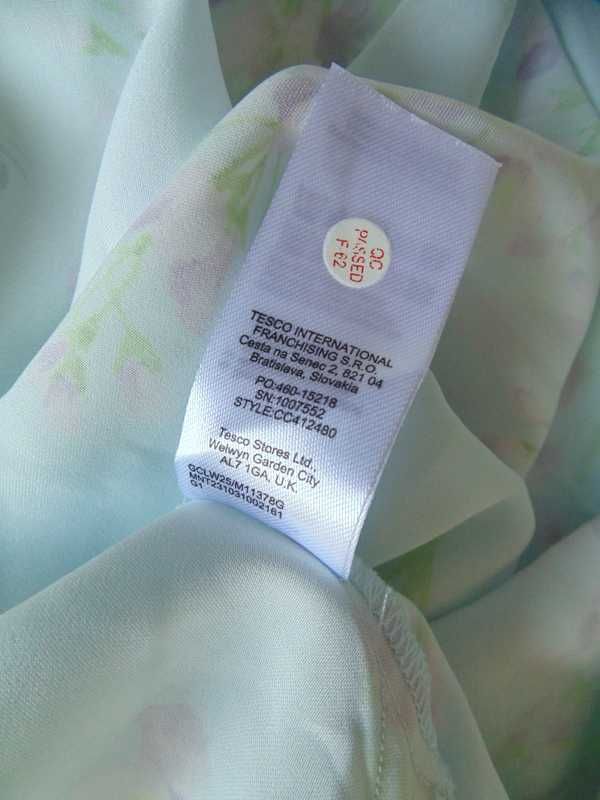 QC
PASSED
F 62
TESCO INTERNATIONAL
FRANCHISING S.R.O.
Cesta na Senec 2, 821 04
Bratislava, Slovakia
PO:460-15218
SN:1007552
STYLE:CC412480
Tesco Stores Ltd.,
Welwyn Garden City
AL7 1GA, U.K.
GCLW25/M11378G
MNT231031002161
G1